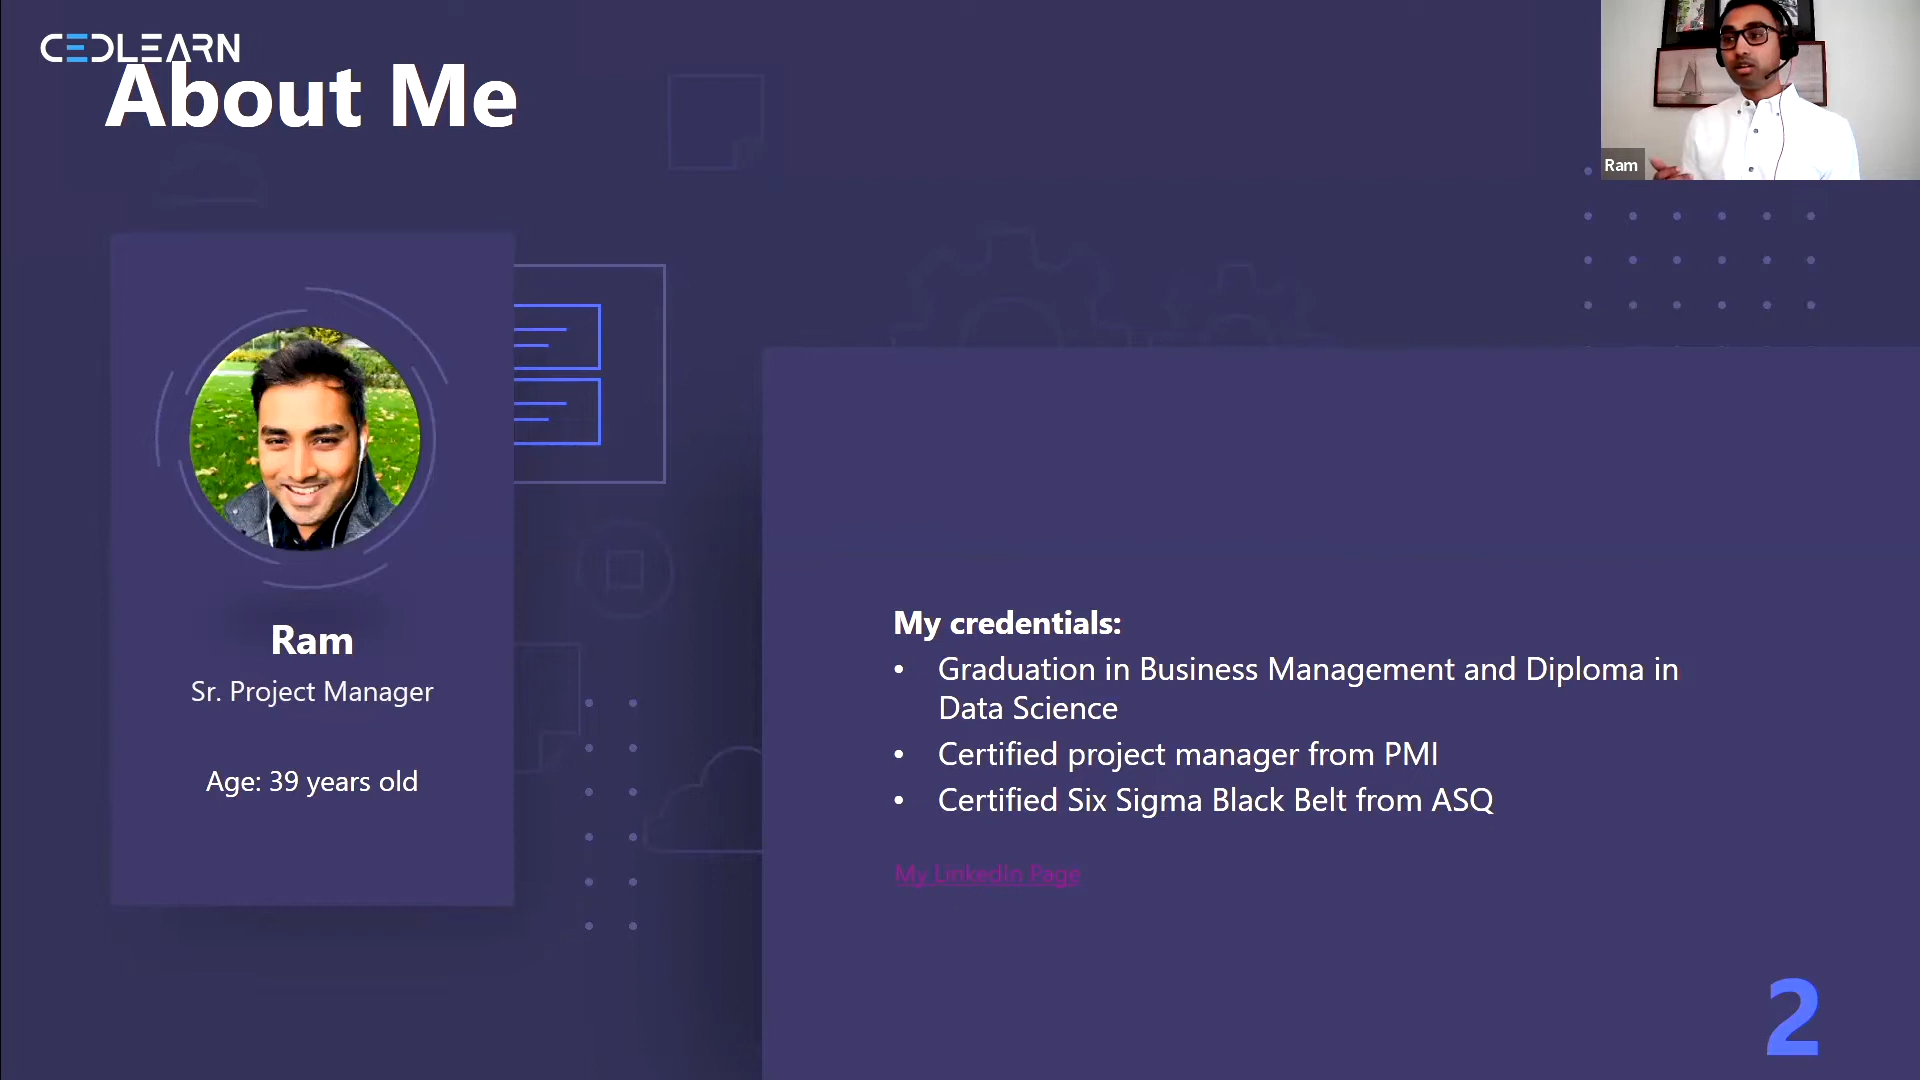 CEDLEARN
About Me
Ram
Ram
Sr. Project Manager
Age: 39 years old
My credentials:
• Graduation in Business Management and Diploma in
Data Science
• Certified project manager from PMI
• Certified Six Sigma Black Belt from ASQ
My LinkedIn Page
2